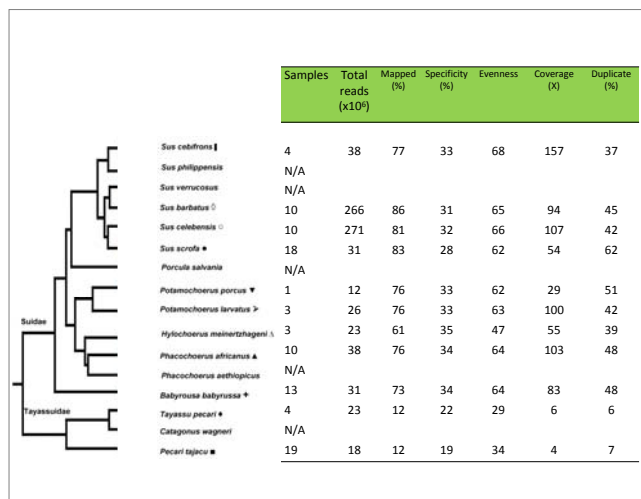 Samples Total reads (x10⁶) Mapped (%) Specificity (%) Evenness Coverage (X) Duplicate (%)
Sus cebifrons 4 38 77 33 68 157 37
Sus philippensis N/A
Sus verrucosus N/A
Sus barbatus 10 266 86 31 65 94 45
Sus celebensis 10 271 81 32 66 107 42
Sus scrofa 18 31 83 28 62 54 62
Porcula salvania N/A
Potamochoerus porcus 1 12 76 33 62 29 51
Potamochoerus larvatus 3 26 76 33 63 100 42
Suidae
Hylochoerus meinertzhageni 3 23 61 35 47 55 39
Phacochoerus africanus 10 38 76 34 64 103 48
Phacochoerus aethiopicus N/A
Babyrousa babyrussa 13 31 73 34 64 83 48
Tayassuidae
Tayassu pecari 4 23 12 22 29 6 6
Catagonus wagneri N/A
Pecari tajacu 19 18 12 19 34 4 7